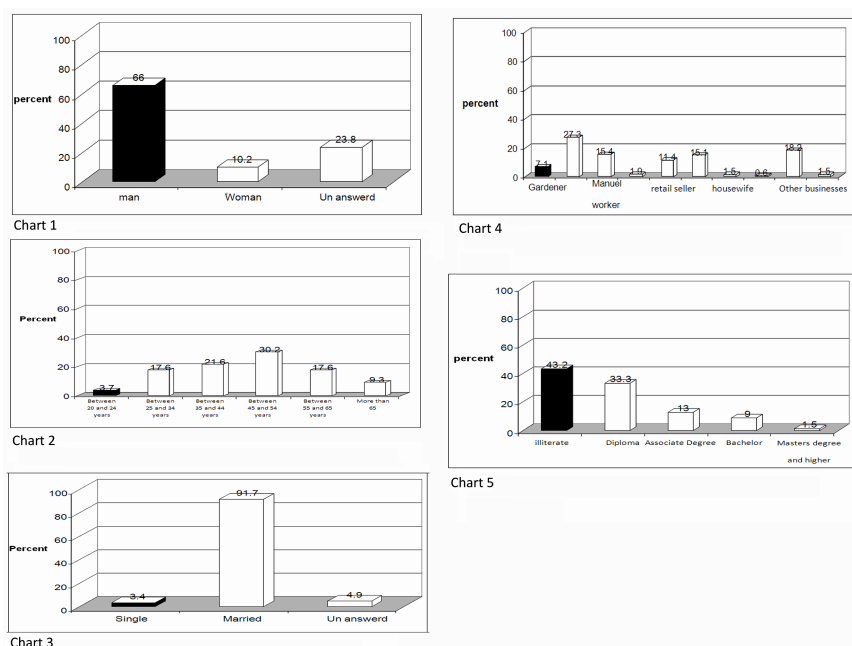 100
80
percent
60
40
20
0
66
10.2
23.8
man
Woman
Un answerd
Chart 1
100
80
Percent
60
40
20
0
3.7
17.6
21.6
30.2
17.6
9.3
Between
20 and 24
years
Between
25 and 34
years
Between
35 and 44
years
Between
45 and 54
years
Between
55 and 65
years
More than
65
Chart 2
100
80
Percent
60
40
20
0
3.4
91.7
4.9
Single
Married
Un answerd
Chart 3
100
80
percent
60
40
20
0
7.1
27.3
15.4
1.9
11.4
15.1
1.5
0.6
18.2
1.5
Gardener
Manuel
worker
retail seller
housewife
Other businesses
Chart 4
100
80
percent
60
40
20
0
43.2
33.3
13
9
1.5
illiterate
Diploma
Associate Degree
Bachelor
Masters degree
and higher
Chart 5